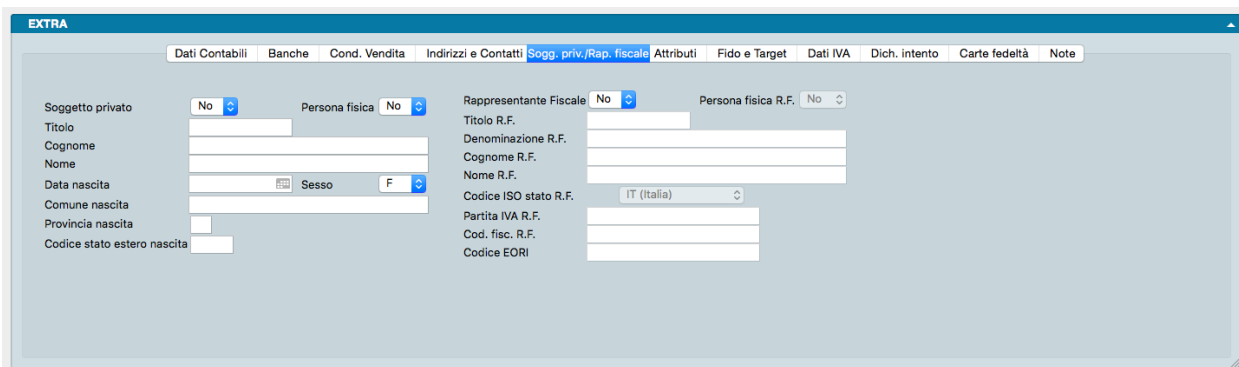 EXTRA
Dati Contabili Banche Cond. Vendita Indirizzi e Contatti Sogg. priv./Rap. fiscale Attributi Fido e Target Dati IVA Dich. intento Carte fedeltà Note
Soggetto privato No Persona fisica No
Titolo
Cognome
Nome
Data nascita Sesso F
Comune nascita
Provincia nascita
Codice stato estero nascita
Rappresentante Fiscale No Persona fisica R.F. No
Titolo R.F.
Denominazione R.F.
Cognome R.F.
Nome R.F.
Codice ISO stato R.F. IT (Italia)
Partita IVA R.F.
Cod. fisc. R.F.
Codice EORI